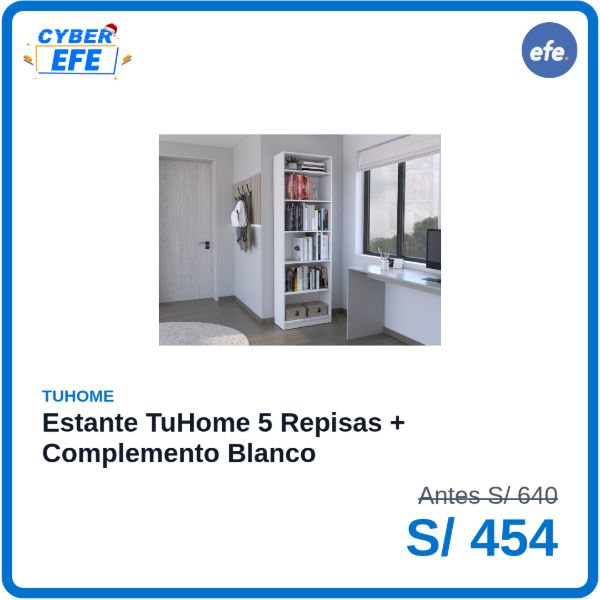 CYBER
EFE
efe.
TUHOME
Estante TuHome 5 Repisas +
Complemento Blanco
Antes S/ 640
S/ 454